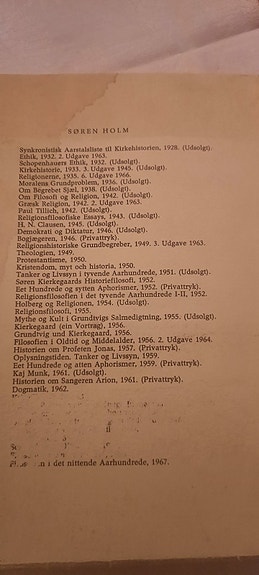 SØREN HOLM
Synkronistisk Aarstalsliste til Kirkehistorien, 1928. (Udsolgt).
Ethik, 1932. 2. Udgave 1963.
Schopenhauers Ethik, 1932. (Udsolgt).
Kirkehistorie, 1933. 3. Udgave 1945. (Udsolgt).
Religionerne, 1935. 6. Udgave 1966.
Moralens Grundproblem, 1936. (Udsolgt).
Om Begrebet Sjæl, 1938. (Udsolgt).
Om Filosofi og Religion, 1942. (Udsolgt).
Græsk Religion, 1942. 2. Udgave 1963.
Paul Tillich, 1942. (Udsolgt).
Religionsfilosofiske Essays, 1943. (Udsolgt).
H. N. Clausen, 1945. (Udsolgt).
Demokrati og Diktatur, 1946. (Udsolgt).
Bogjægeren, 1946. (Privattryk).
Religionshistoriske Grundbegreber, 1949. 3. Udgave 1963.
Theologien, 1949.
Protestantisme, 1950.
Kristendom, myt och historia, 1950.
Tanker og Livssyn i tyvende Aarhundrede, 1951. (Udsolgt).
Søren Kierkegaards Historiefilosofi, 1952.
Eet Hundrede og sytten Aphorismer, 1952. (Privattryk).
Religionsfilosofien i det tyvende Aarhundrede I-II, 1952.
Holberg og Religionen, 1954. (Udsolgt).
Religionsfilosofi, 1955.
Mythe og Kult i Grundtvigs Salmedigtning, 1955. (Udsolgt).
Kierkegaard (ein Vortrag), 1956.
Grundtvig und Kierkegaard, 1956.
Filosofien i Oldtid og Middelalder, 1956. 2. Udgave 1964.
Historien om Profeten Jonas, 1957. (Privattryk).
Oplysningstiden. Tanker og Livssyn, 1959.
Eet Hundrede og atten Aphorismer, 1959. (Privattryk).
Kaj Munk, 1961. (Udsolgt).
Historien om Sangeren Arion, 1961. (Privattryk).
Dogmatik, 1962.
i det nittende Aarhundrede, 1967.